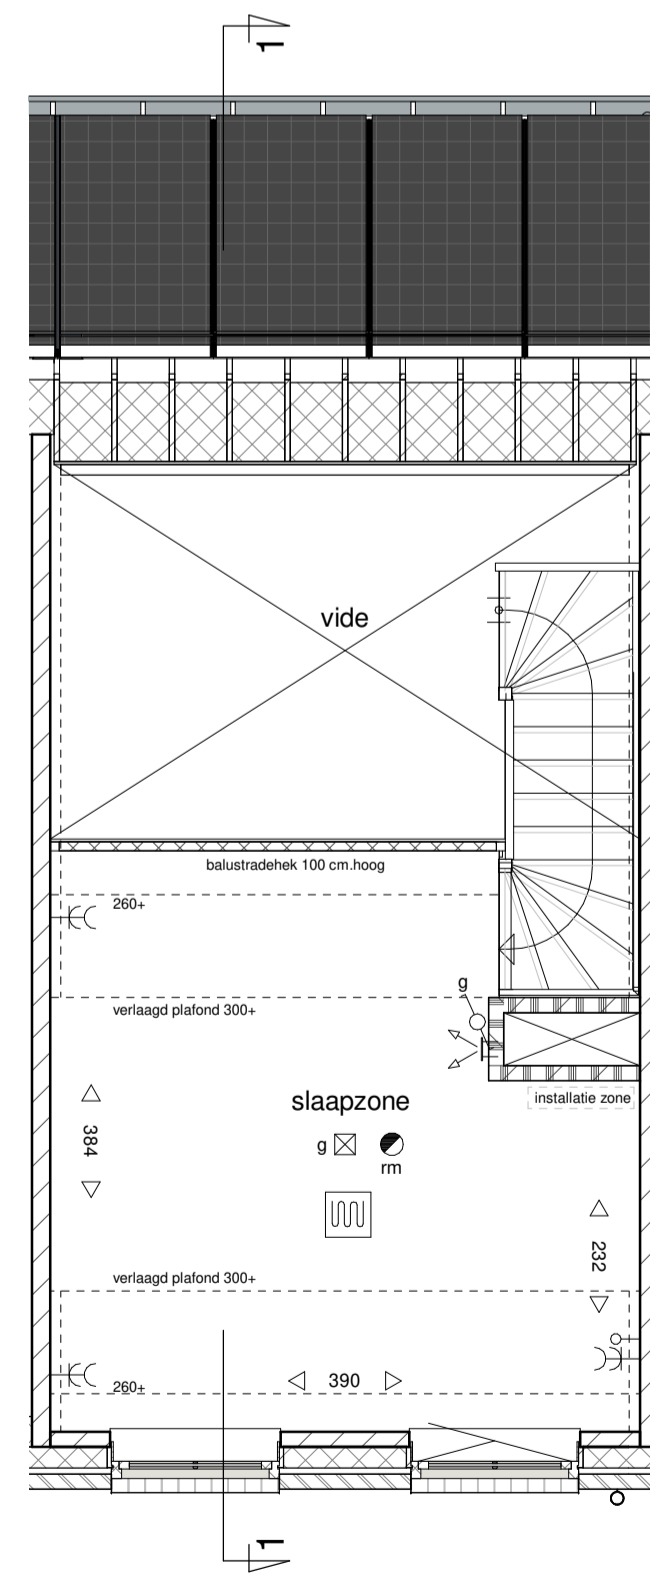 1
vide
balustradehek 100 cm.hoog
260+
verlaagd plafond 300+
g
installatie zone
slaapzone
g
rm
384
232
verlaagd plafond 300+
260+
390
1